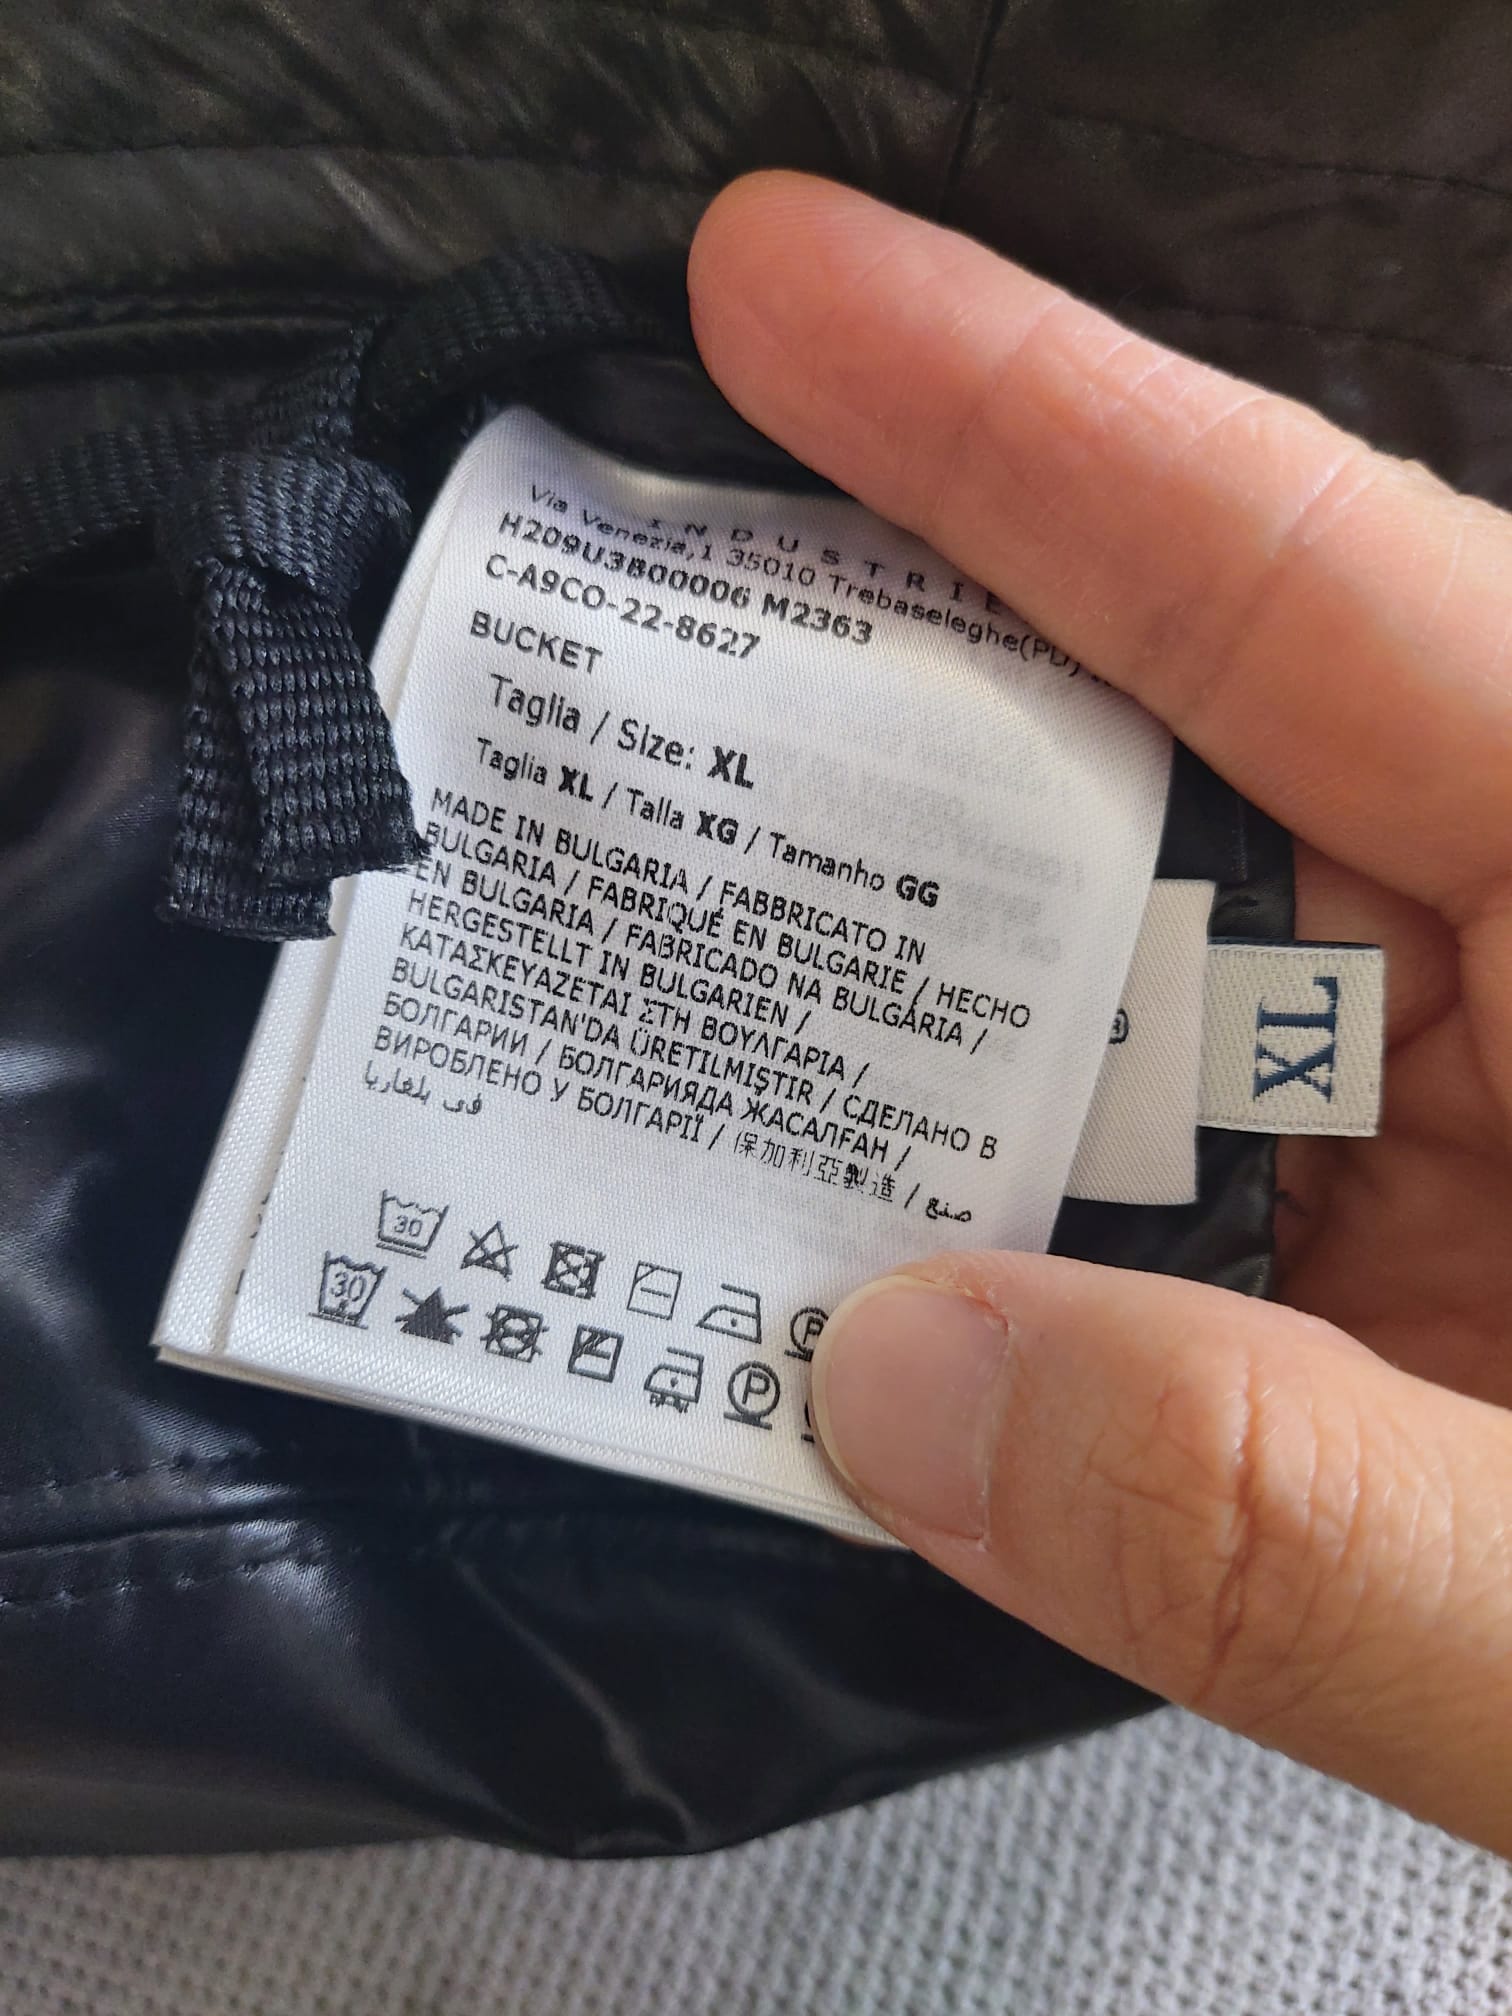 INDUSTRIE
Via Venezia,1 35010 Trebaseleghe(PD)
H209U3B00006 M2363
C-A9CO-22-8627
BUCKET
Taglia / Size: XL
Taglia XL / Talla XG / Tamanho GG
MADE IN BULGARIA / FABBRICATO IN
BULGARIA / FABRIQUÉ EN BULGARIE / HECHO
EN BULGARIA / FABRICADO NA BULGÁRIA /
HERGESTELLT IN BULGARIEN /
ΚΑΤΑΣΚΕΥΑΖΕΤΑΙ ΣΤΗ ΒΟΥΛΓΑΡΙΑ /
BULGARISTAN'DA ÜRETILMIŞTIR / СДЕЛАНО В
БОЛГАРИИ / БОЛГАРИЯДА ЖАСАЛҒАН /
ВИРОБЛЕНО У БОЛГАРІЇ / 保加利亞製造 / صنع
في بلغاريا
30
P
30
P
®
XL